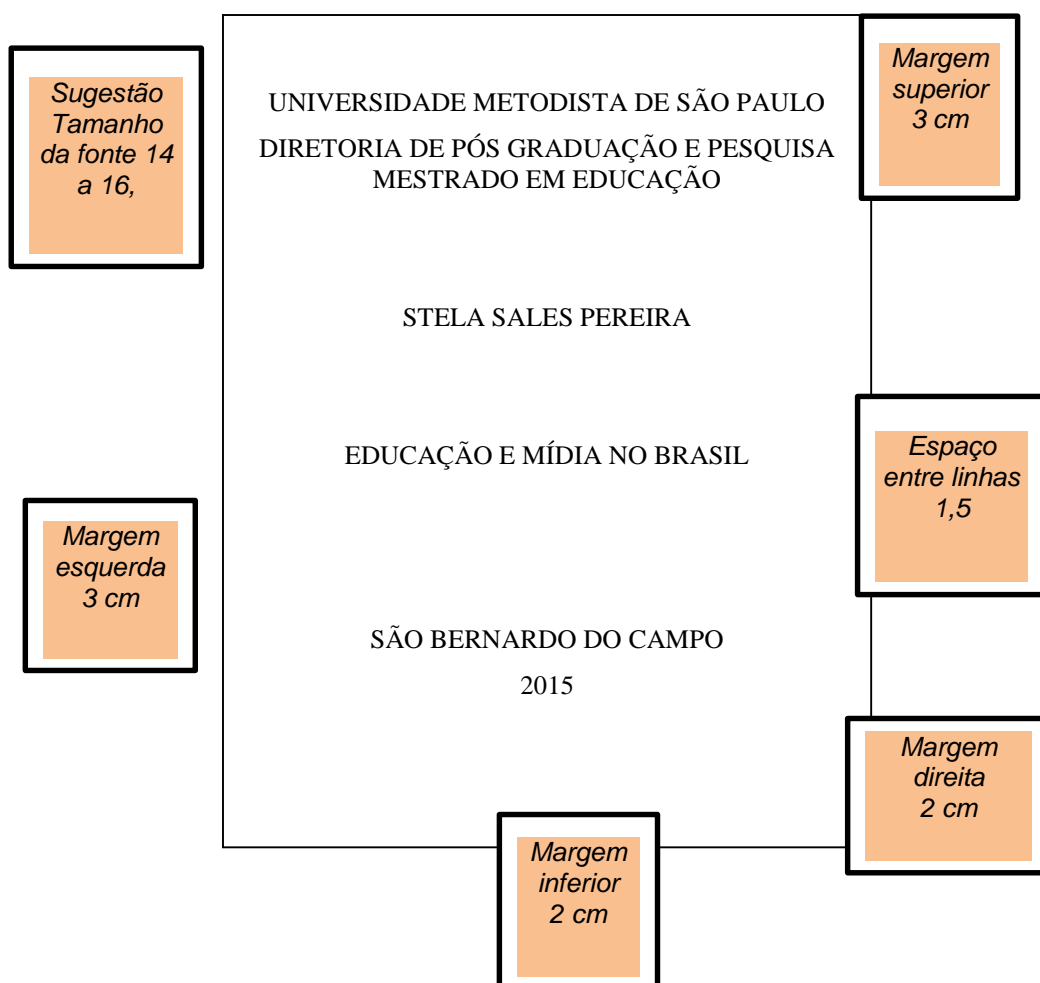 Sugestão
Tamanho
da fonte 14
a 16,
UNIVERSIDADE METODISTA DE SÃO PAULO
DIRETORIA DE PÓS GRADUAÇÃO E PESQUISA
MESTRADO EM EDUCAÇÃO
Margem
superior
3 cm
STELA SALES PEREIRA
EDUCAÇÃO E MÍDIA NO BRASIL
Espaço
entre linhas
1,5
Margem
esquerda
3 cm
SÃO BERNARDO DO CAMPO
2015
Margem
direita
2 cm
Margem
inferior
2 cm